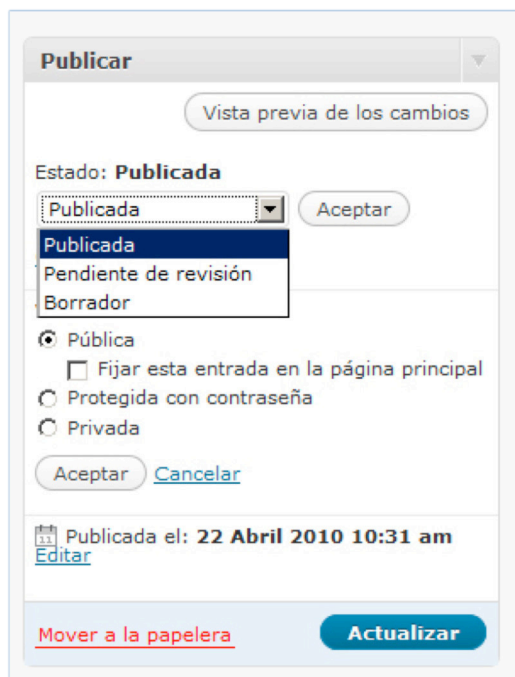 Publicar
Vista previa de los cambios
Estado: Publicada
Publicada Aceptar
Publicada
Pendiente de revisión
Borrador
Pública
Fijar esta entrada en la página principal
Protegida con contraseña
Privada
Aceptar Cancelar
11 Publicada el: 22 Abril 2010 10:31 am
Editar
Mover a la papelera Actualizar